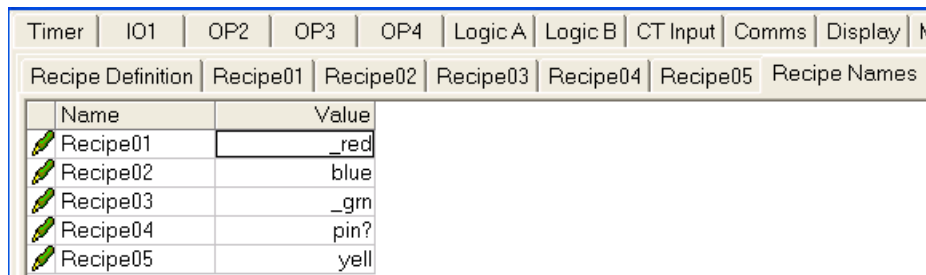 Timer IO1 OP2 OP3 OP4 Logic A Logic B CT Input Comms Display
Recipe Definition Recipe01 Recipe02 Recipe03 Recipe04 Recipe05 Recipe Names
Name Value
Recipe01 _red
Recipe02 blue
Recipe03 _grn
Recipe04 pin?
Recipe05 yell